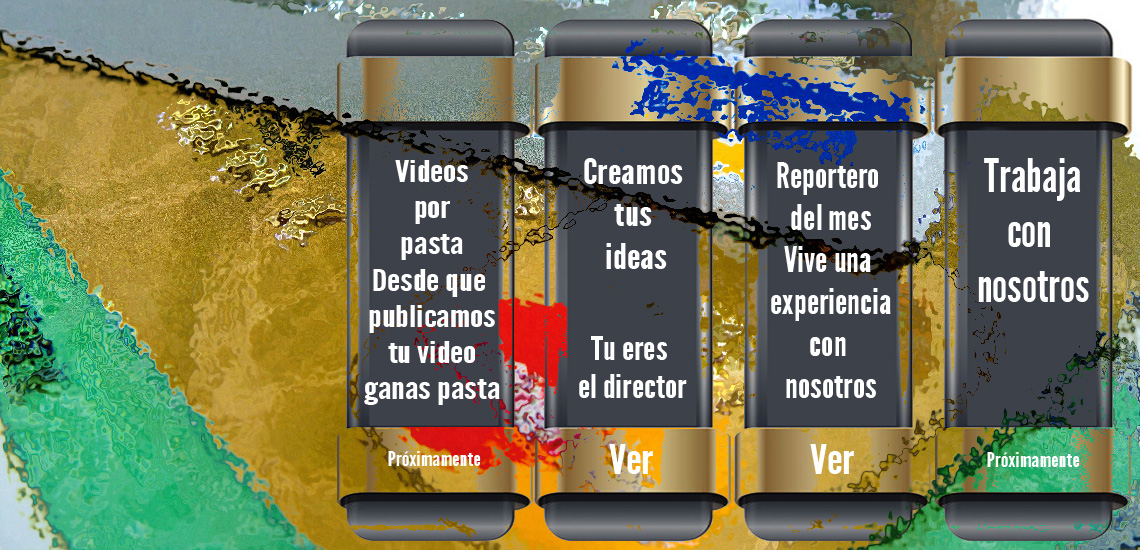 Videos
por
pasta
Desde que
publicamos
tu video
ganas pasta
Próximamente
Creamos
tus
ideas
Tu eres
el director
Ver
Reportero
del mes
Vive una
experiencia
con
nosotros
Ver
Trabaja
con
nosotros
Próximamente